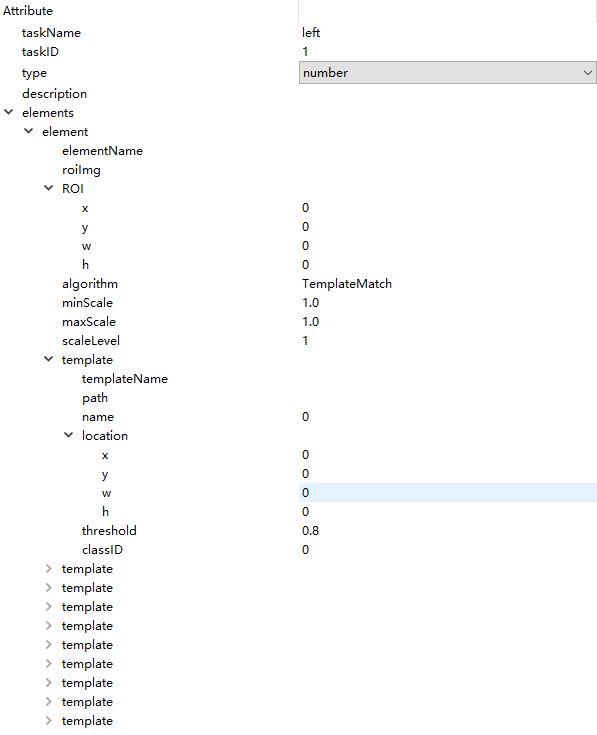 Attribute
taskName left
taskID 1
type number
description
elements
element
elementName
roiImg
ROI
x 0
y 0
w 0
h 0
algorithm TemplateMatch
minScale 1.0
maxScale 1.0
scaleLevel 1
template
templateName
path
name 0
location
x 0
y 0
w 0
h 0
threshold 0.8
classID 0
template
template
template
template
template
template
template
template
template